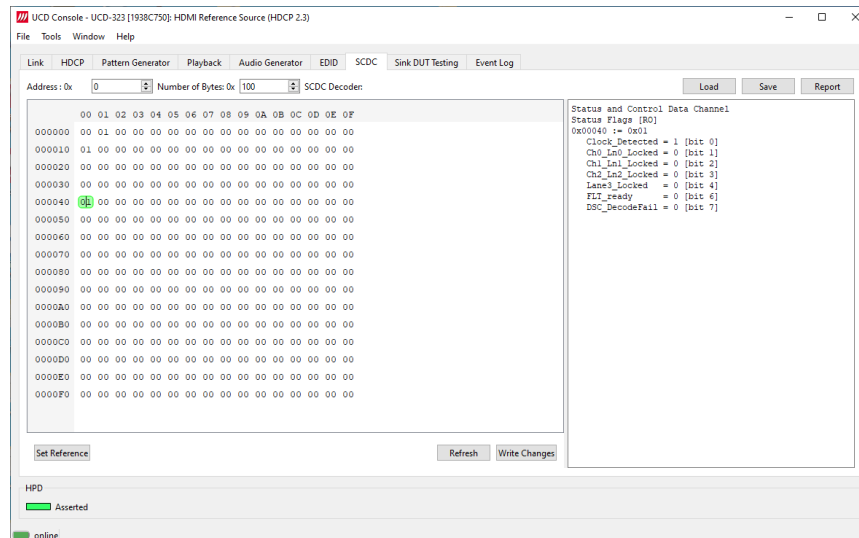 UCD Console - UCD-323 [1938C750]: HDMI Reference Source (HDCP 2.3)
File Tools Window Help
Link HDCP Pattern Generator Playback Audio Generator EDID SCDC Sink DUT Testing Event Log
Address : 0x 0 Number of Bytes: 0x 100 SCDC Decoder: Load Save Report
00 01 02 03 04 05 06 07 08 09 0A 0B 0C 0D 0E 0F
000000 00 01 00 00 00 00 00 00 00 00 00 00 00 00 00 00
000010 01 00 00 00 00 00 00 00 00 00 00 00 00 00 00 00
000020 00 00 00 00 00 00 00 00 00 00 00 00 00 00 00 00
000030 00 00 00 00 00 00 00 00 00 00 00 00 00 00 00 00
000040 01 00 00 00 00 00 00 00 00 00 00 00 00 00 00 00
000050 00 00 00 00 00 00 00 00 00 00 00 00 00 00 00 00
000060 00 00 00 00 00 00 00 00 00 00 00 00 00 00 00 00
000070 00 00 00 00 00 00 00 00 00 00 00 00 00 00 00 00
000080 00 00 00 00 00 00 00 00 00 00 00 00 00 00 00 00
000090 00 00 00 00 00 00 00 00 00 00 00 00 00 00 00 00
0000A0 00 00 00 00 00 00 00 00 00 00 00 00 00 00 00 00
0000B0 00 00 00 00 00 00 00 00 00 00 00 00 00 00 00 00
0000C0 00 00 00 00 00 00 00 00 00 00 00 00 00 00 00 00
0000D0 00 00 00 00 00 00 00 00 00 00 00 00 00 00 00 00
0000E0 00 00 00 00 00 00 00 00 00 00 00 00 00 00 00 00
0000F0 00 00 00 00 00 00 00 00 00 00 00 00 00 00 00 00
Set Reference Refresh Write Changes
Status and Control Data Channel
Status Flags [RO]
0x00040 := 0x01
Clock_Detected = 1 [bit 0]
Ch0_Ln0_Locked = 0 [bit 1]
Ch1_Ln1_Locked = 0 [bit 2]
Ch2_Ln2_Locked = 0 [bit 3]
Lane3_Locked = 0 [bit 4]
FLT_ready = 0 [bit 6]
DSC_DecodeFail = 0 [bit 7]
HPD
Asserted
online